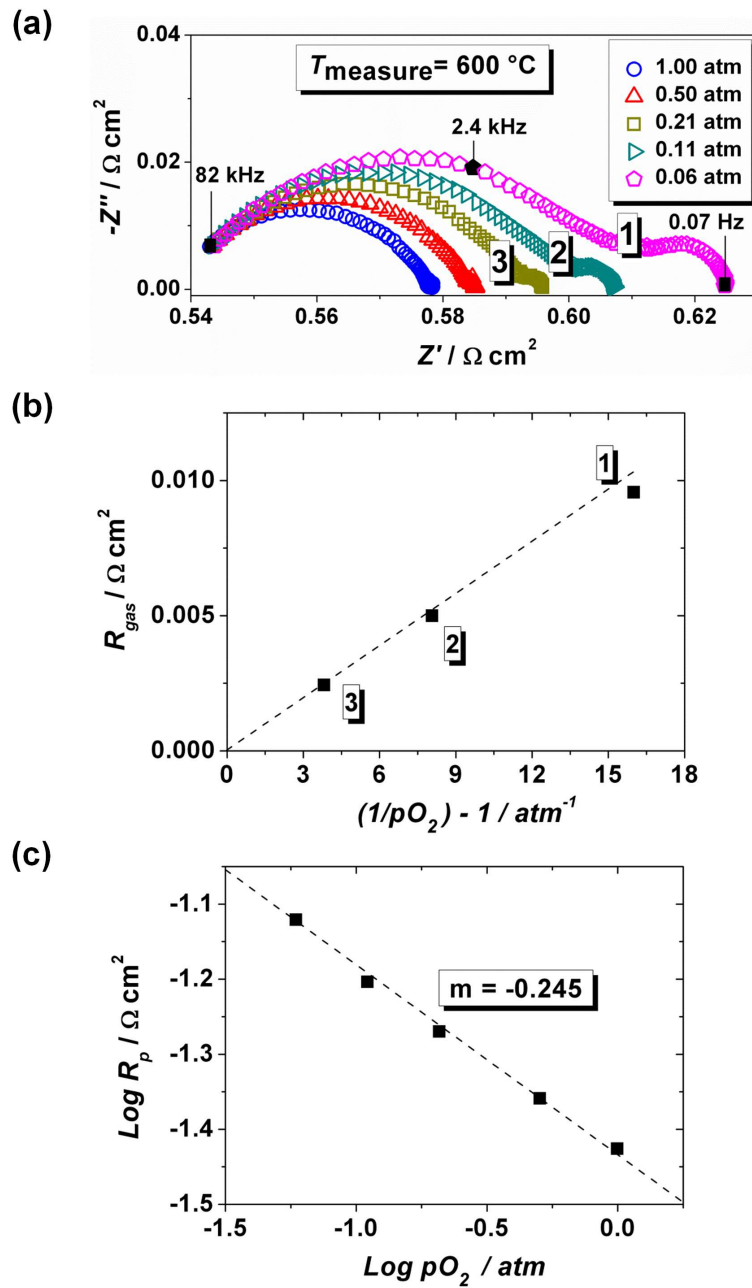 (a)
0.04
0.02
0.00
-Z″ / Ω cm²
T measure = 600 °C
82 kHz
2.4 kHz
0.07 Hz
1.00 atm
0.50 atm
0.21 atm
0.11 atm
0.06 atm
3
2
1
0.54 0.56 0.58 0.60 0.62
Z′ / Ω cm²
(b)
0.010
0.005
0.000
R_gas / Ω cm²
1
2
3
0 3 6 9 12 15 18
(1/pO₂) - 1 / atm⁻¹
(c)
-1.1
-1.2
-1.3
-1.4
-1.5
Log R_p / Ω cm²
m = -0.245
-1.5 -1.0 -0.5 0.0
Log pO₂ / atm